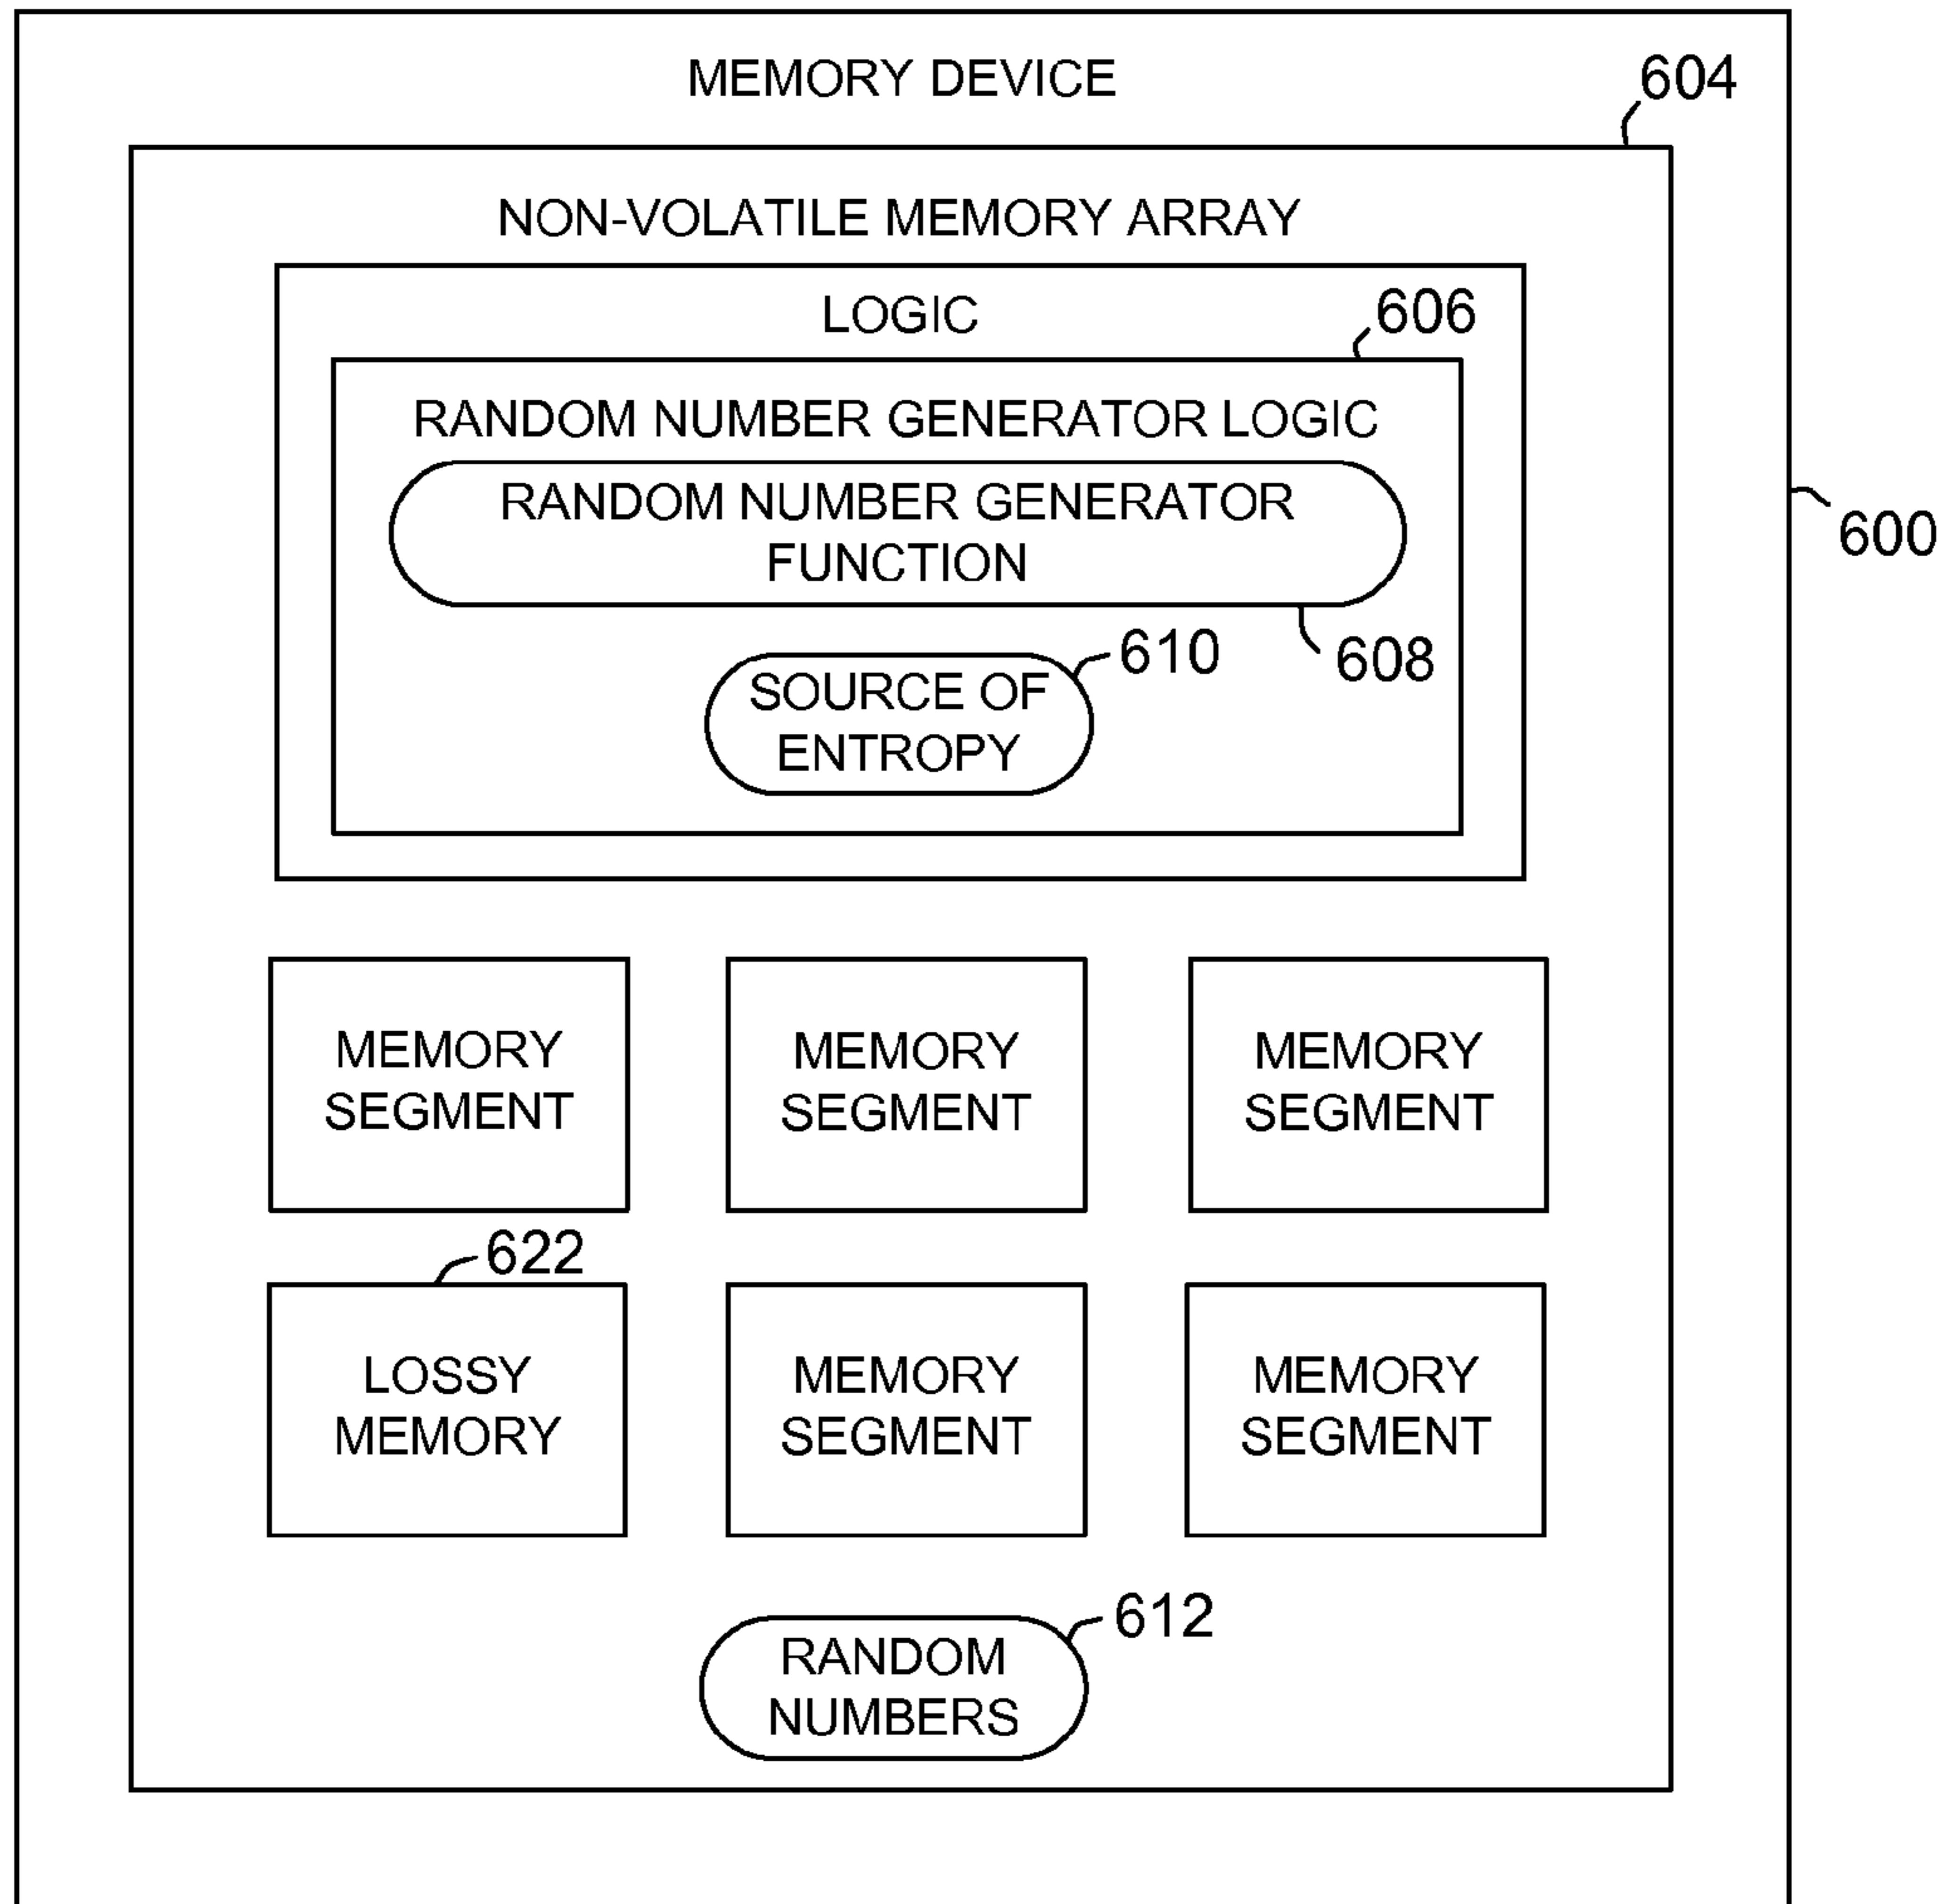 MEMORY DEVICE
604
NON-VOLATILE MEMORY ARRAY
LOGIC
606
RANDOM NUMBER GENERATOR LOGIC
RANDOM NUMBER GENERATOR
FUNCTION
600
610
608
SOURCE OF
ENTROPY
MEMORY
SEGMENT
MEMORY
SEGMENT
MEMORY
SEGMENT
622
LOSSY
MEMORY
MEMORY
SEGMENT
MEMORY
SEGMENT
612
RANDOM
NUMBERS